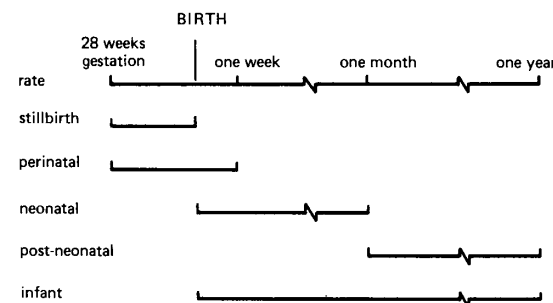 BIRTH
28 weeks
gestation
one week
one month
one year
rate
stillbirth
perinatal
neonatal
post-neonatal
infant